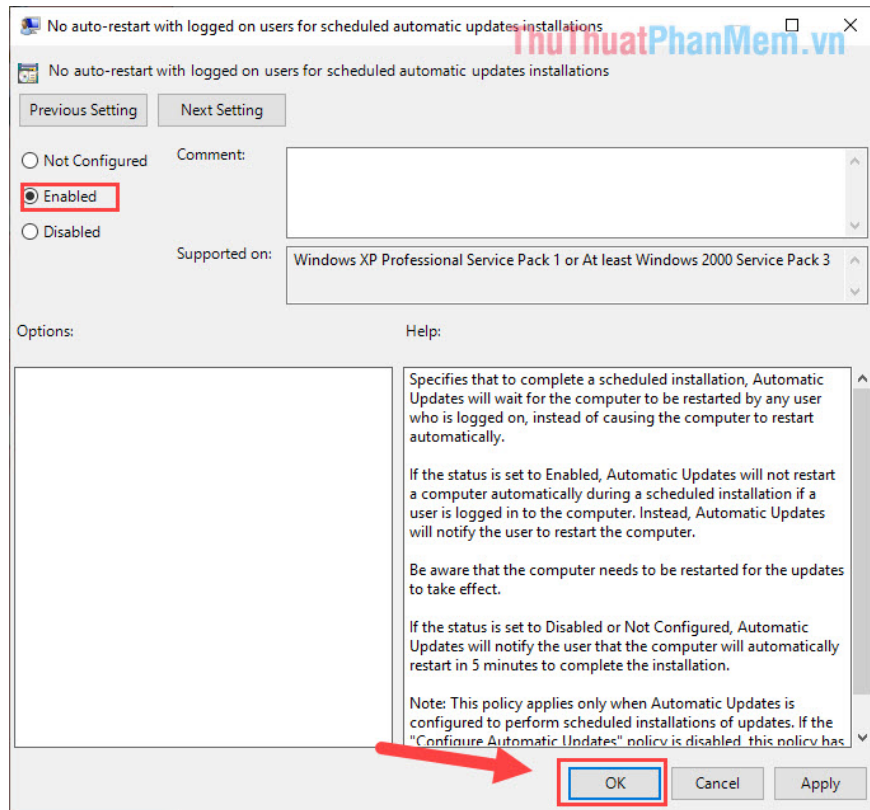 No auto-restart with logged on users for scheduled automatic updates installations
ThuThuatPhanMem.vn
No auto-restart with logged on users for scheduled automatic updates installations
Previous Setting
Next Setting
Not Configured
Comment:
Enabled
Disabled
Supported on:
Windows XP Professional Service Pack 1 or At least Windows 2000 Service Pack 3
Options:
Help:
Specifies that to complete a scheduled installation, Automatic
Updates will wait for the computer to be restarted by any user
who is logged on, instead of causing the computer to restart
automatically.
If the status is set to Enabled, Automatic Updates will not restart
a computer automatically during a scheduled installation if a
user is logged in to the computer. Instead, Automatic Updates
will notify the user to restart the computer.
Be aware that the computer needs to be restarted for the updates
to take effect.
If the status is set to Disabled or Not Configured, Automatic
Updates will notify the user that the computer will automatically
restart in 5 minutes to complete the installation.
Note: This policy applies only when Automatic Updates is
configured to perform scheduled installations of updates. If the
"Configure Automatic Updates" policy is disabled, this policy has
OK
Cancel
Apply